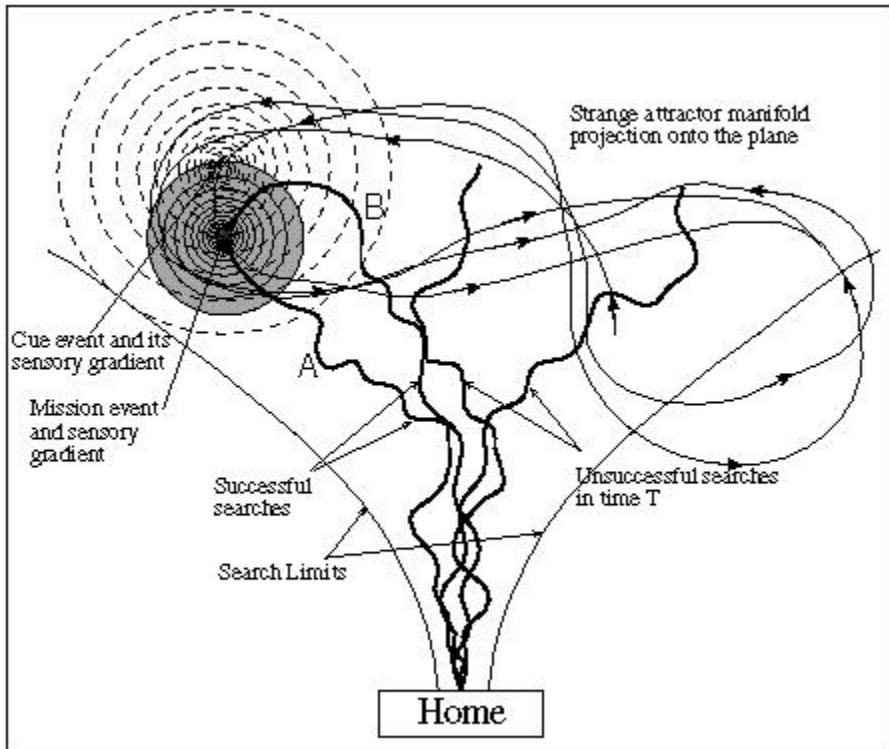 Strange attractor manifold
projection onto the plane
B
Cue event and its
sensory gradient
A
Mission event
and sensory
gradient
Successful
searches
Unsuccessful searches
in time T
Search Limits
Home